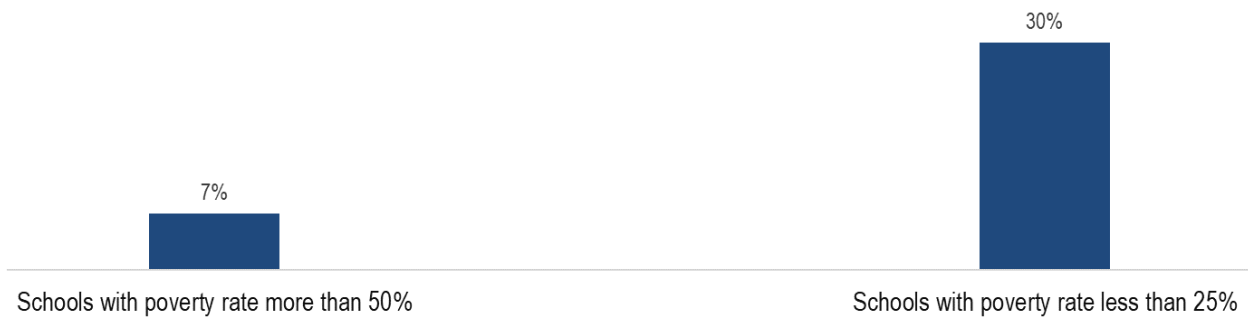 30%
7%
Schools with poverty rate more than 50%
Schools with poverty rate less than 25%